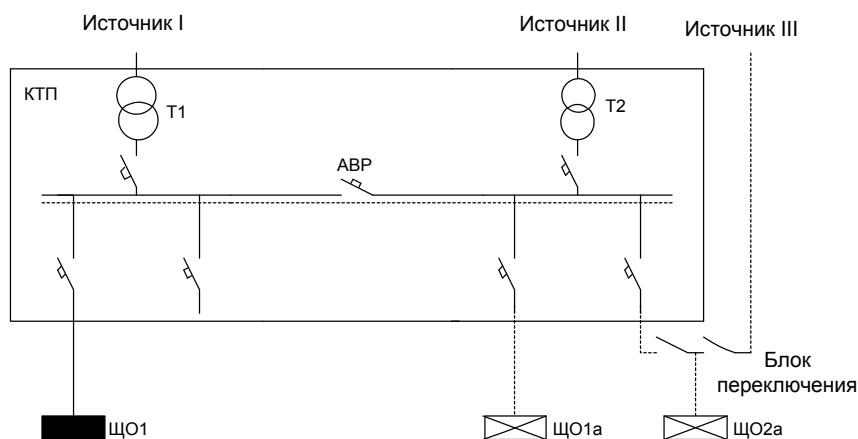 Источник I
Источник II
Источник III
КТП
Т1
Т2
АВР
Блок
переключения
ЩО1
ЩО1а
ЩО2а